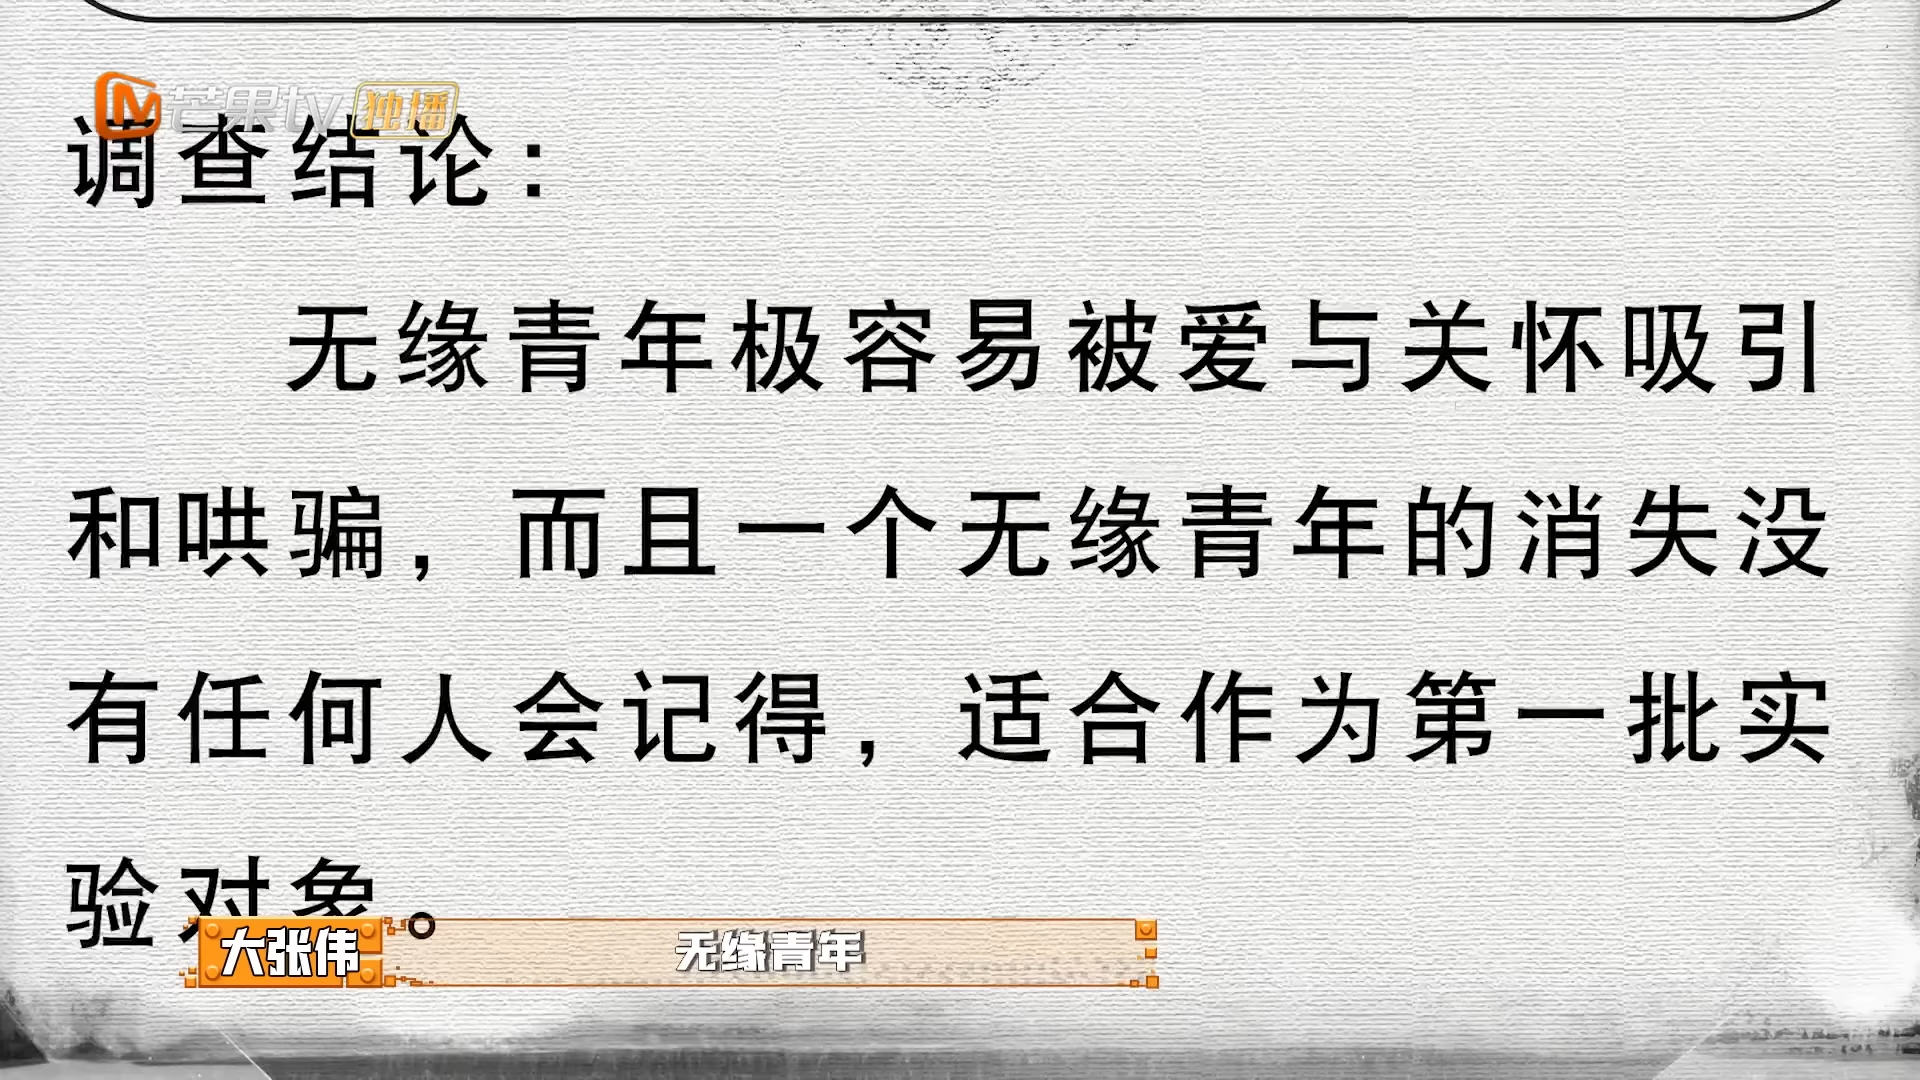 芒果tv 独播
调查结论：
无缘青年极容易被爱与关怀吸引
和哄骗，而且一个无缘青年的消失没
有任何人会记得，适合作为第一批实
验对象。
大张伟 无缘青年